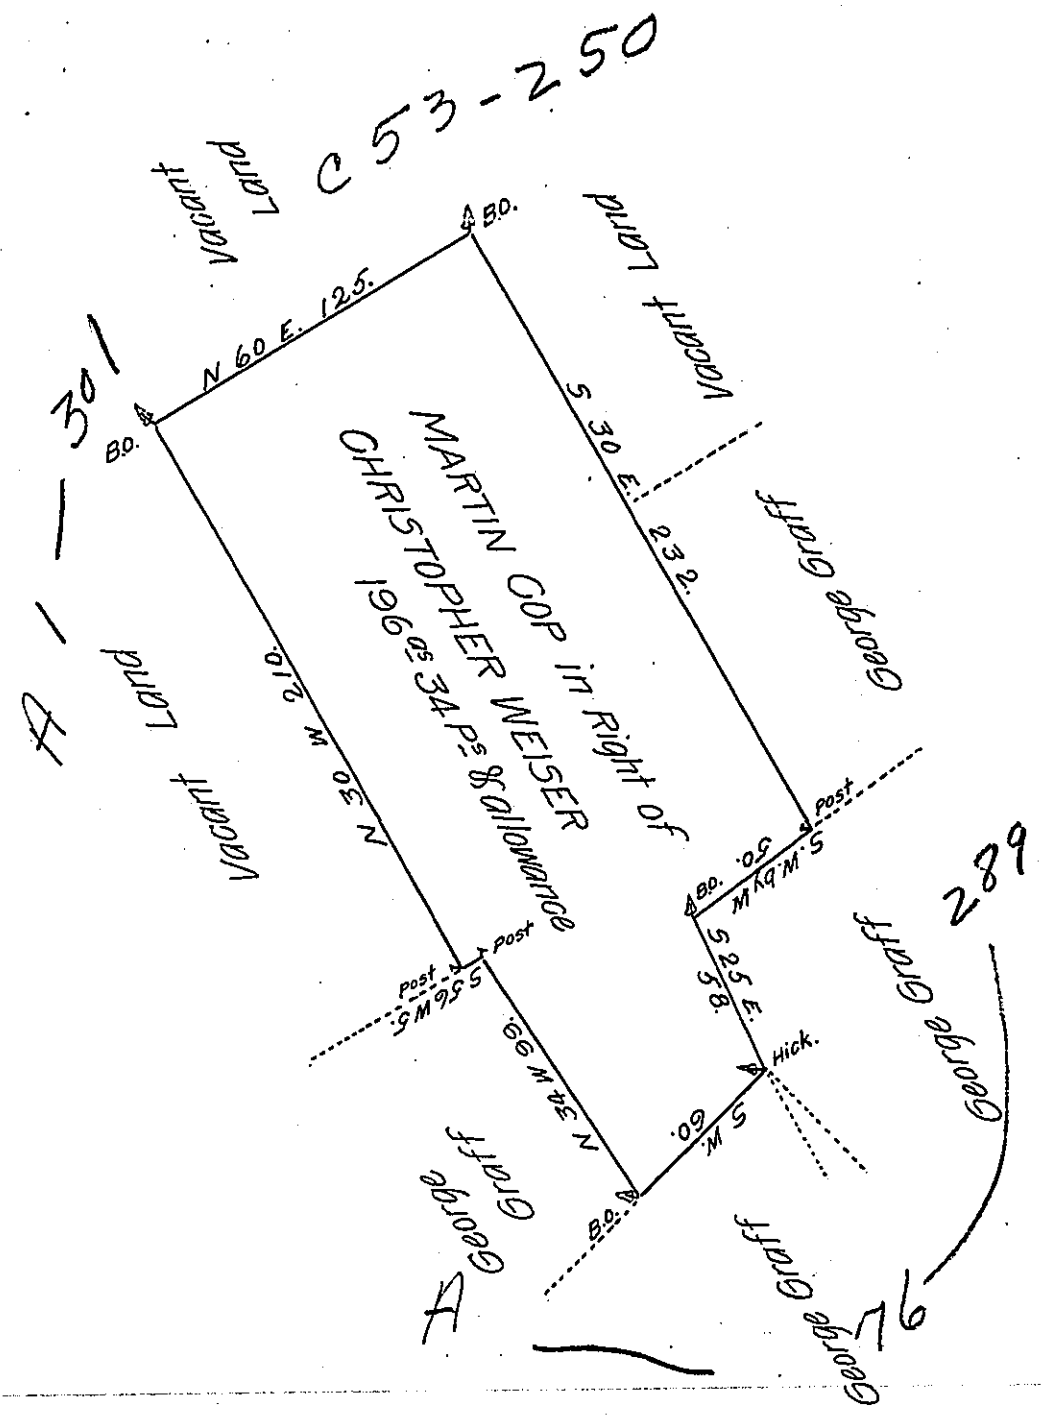 C 53-250
Vacant
Land
B.O.
Vacant Land
N 60 E. 125.
A-1-301
B.O.
S 30 E. 232.
MARTIN COP in Right of
CHRISTOPHER WEISER
196 as 34 Ps & allowance
George Graff
Vacant Land
N 30 W 210.
Post
S.W. by W
50.
B.O.
S 25 E.
58.
George Graff
289
Post
Post
S 56 W 5.
N 34 W 99.
Hick.
S W.
60.
B.O.
George
Graff
George Graff
A
76